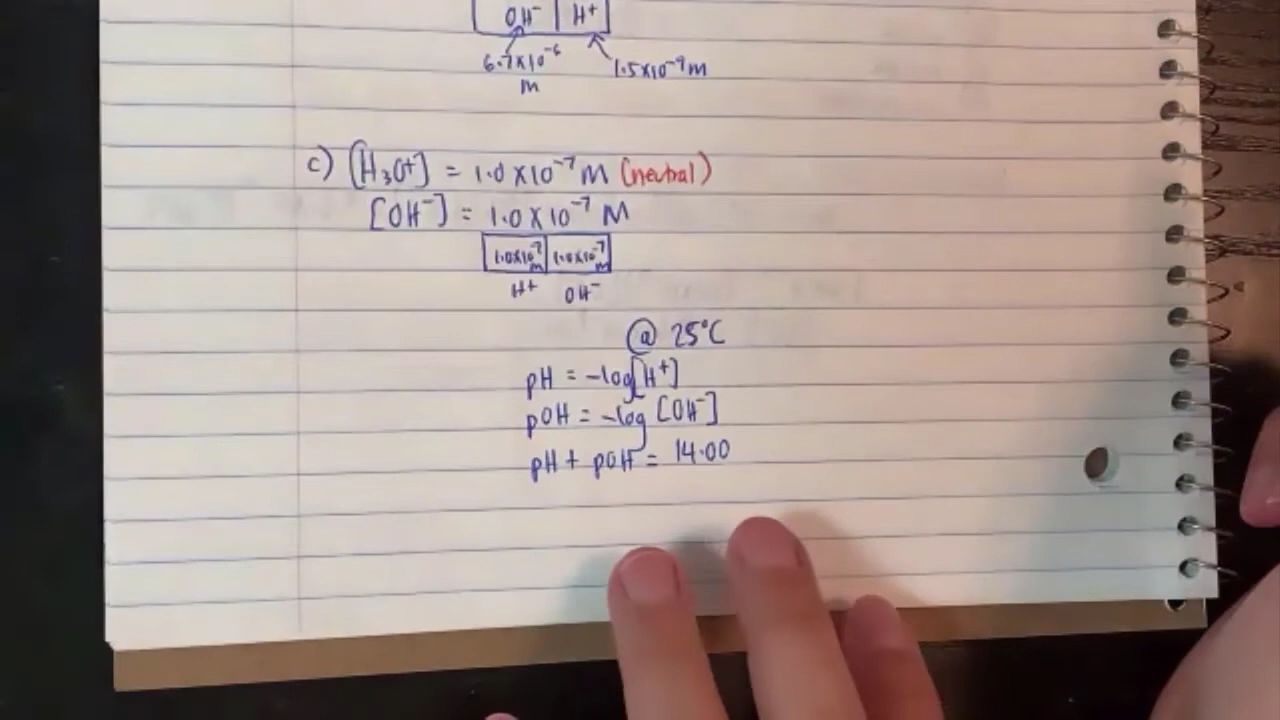 OH⁻ H+
6.7x10⁻⁶ 1.5x10⁻⁹ m
m
c) [H₃O+] = 1.0 x 10⁻⁷ M (neutral)
[OH⁻] = 1.0 x 10⁻⁷ M
1.0x10⁻⁷ m 1.0x10⁻⁷ m
H+ OH⁻
@ 25°C
pH = -log[H⁺]
pOH = -log [OH⁻]
pH + pOH = 14.00